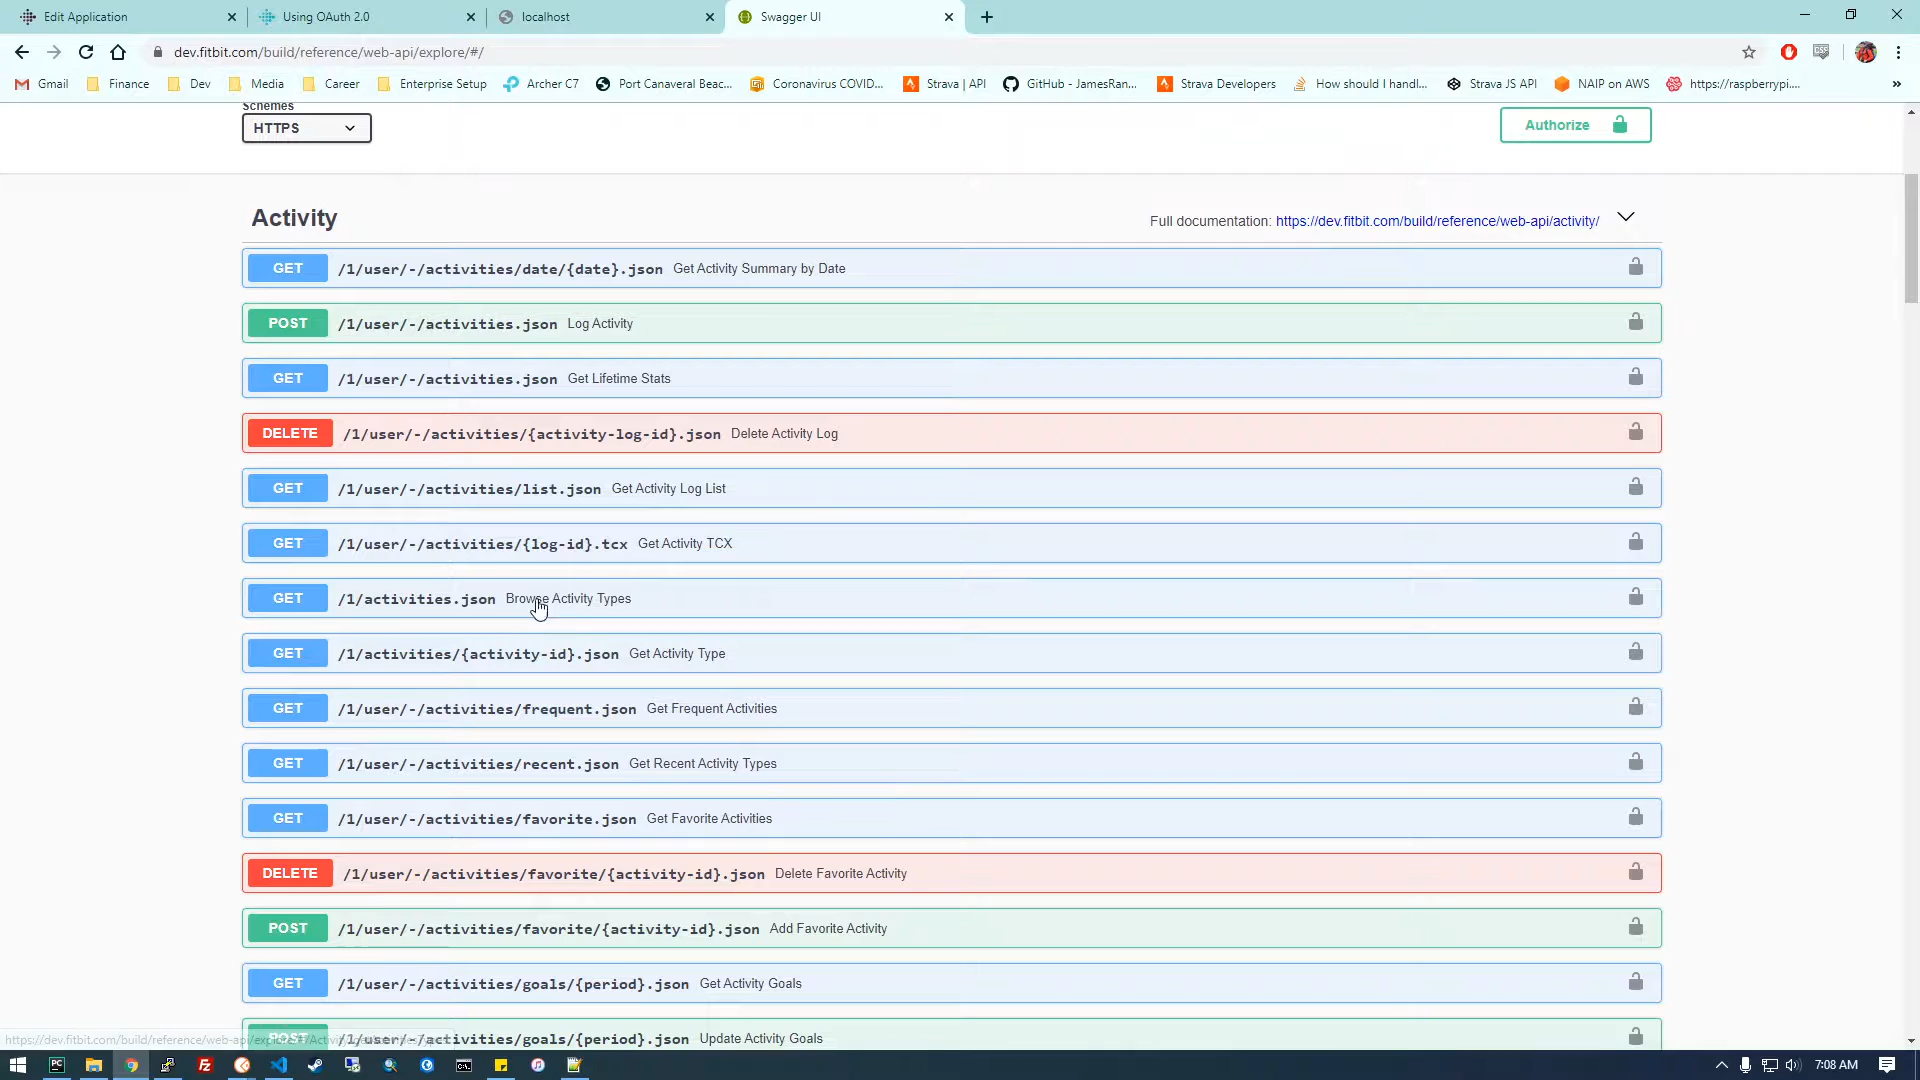 Edit Application
Using OAuth 2.0
localhost
Swagger UI
dev.fitbit.com/build/reference/web-api/explore/#/
Gmail
Finance
Dev
Media
Career
Enterprise Setup
Archer C7
Port Canaveral Beac...
Coronavirus COVID...
Strava | API
GitHub - JamesRan...
Strava Developers
How should I handl...
Strava JS API
NAIP on AWS
https://raspberrypi....
»
Schemes
HTTPS
Authorize
Activity
Full documentation: https://dev.fitbit.com/build/reference/web-api/activity/
GET /1/user/-/activities/date/{date}.json Get Activity Summary by Date
POST /1/user/-/activities.json Log Activity
GET /1/user/-/activities.json Get Lifetime Stats
DELETE /1/user/-/activities/{activity-log-id}.json Delete Activity Log
GET /1/user/-/activities/list.json Get Activity Log List
GET /1/user/-/activities/{log-id}.tcx Get Activity TCX
GET /1/activities.json Browse Activity Types
GET /1/activities/{activity-id}.json Get Activity Type
GET /1/user/-/activities/frequent.json Get Frequent Activities
GET /1/user/-/activities/recent.json Get Recent Activity Types
GET /1/user/-/activities/favorite.json Get Favorite Activities
DELETE /1/user/-/activities/favorite/{activity-id}.json Delete Favorite Activity
POST /1/user/-/activities/favorite/{activity-id}.json Add Favorite Activity
GET /1/user/-/activities/goals/{period}.json Get Activity Goals
POST /1/user/-/activities/goals/{period}.json Update Activity Goals
7:08 AM